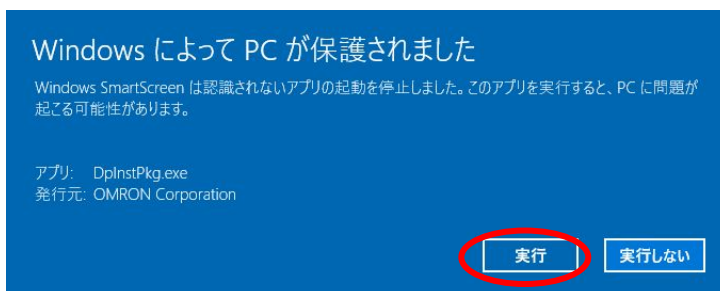 Windows によって PC が保護されました
Windows SmartScreen は認識されないアプリの起動を停止しました。このアプリを実行すると、PC に問題が
起こる可能性があります。
アプリ: DpInstPkg.exe
発行元: OMRON Corporation
実行
実行しない